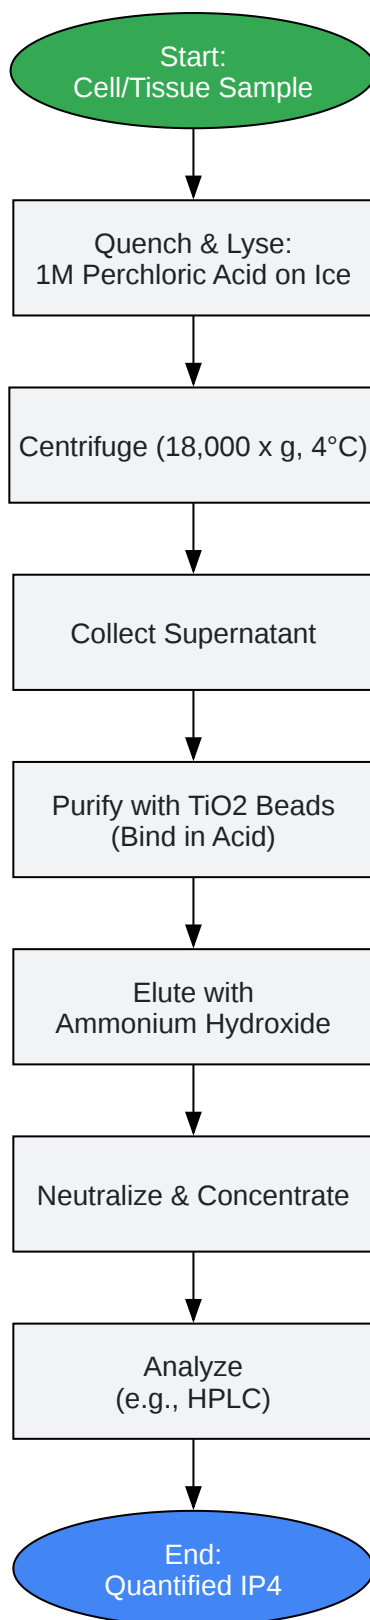 Start:
Cell/Tissue Sample
Quench & Lyse:
1M Perchloric Acid on Ice
Centrifuge (18,000 x g, 4°C)
Collect Supernatant
Purify with TiO2 Beads
(Bind in Acid)
Elute with
Ammonium Hydroxide
Neutralize & Concentrate
Analyze
(e.g., HPLC)
End:
Quantified IP4